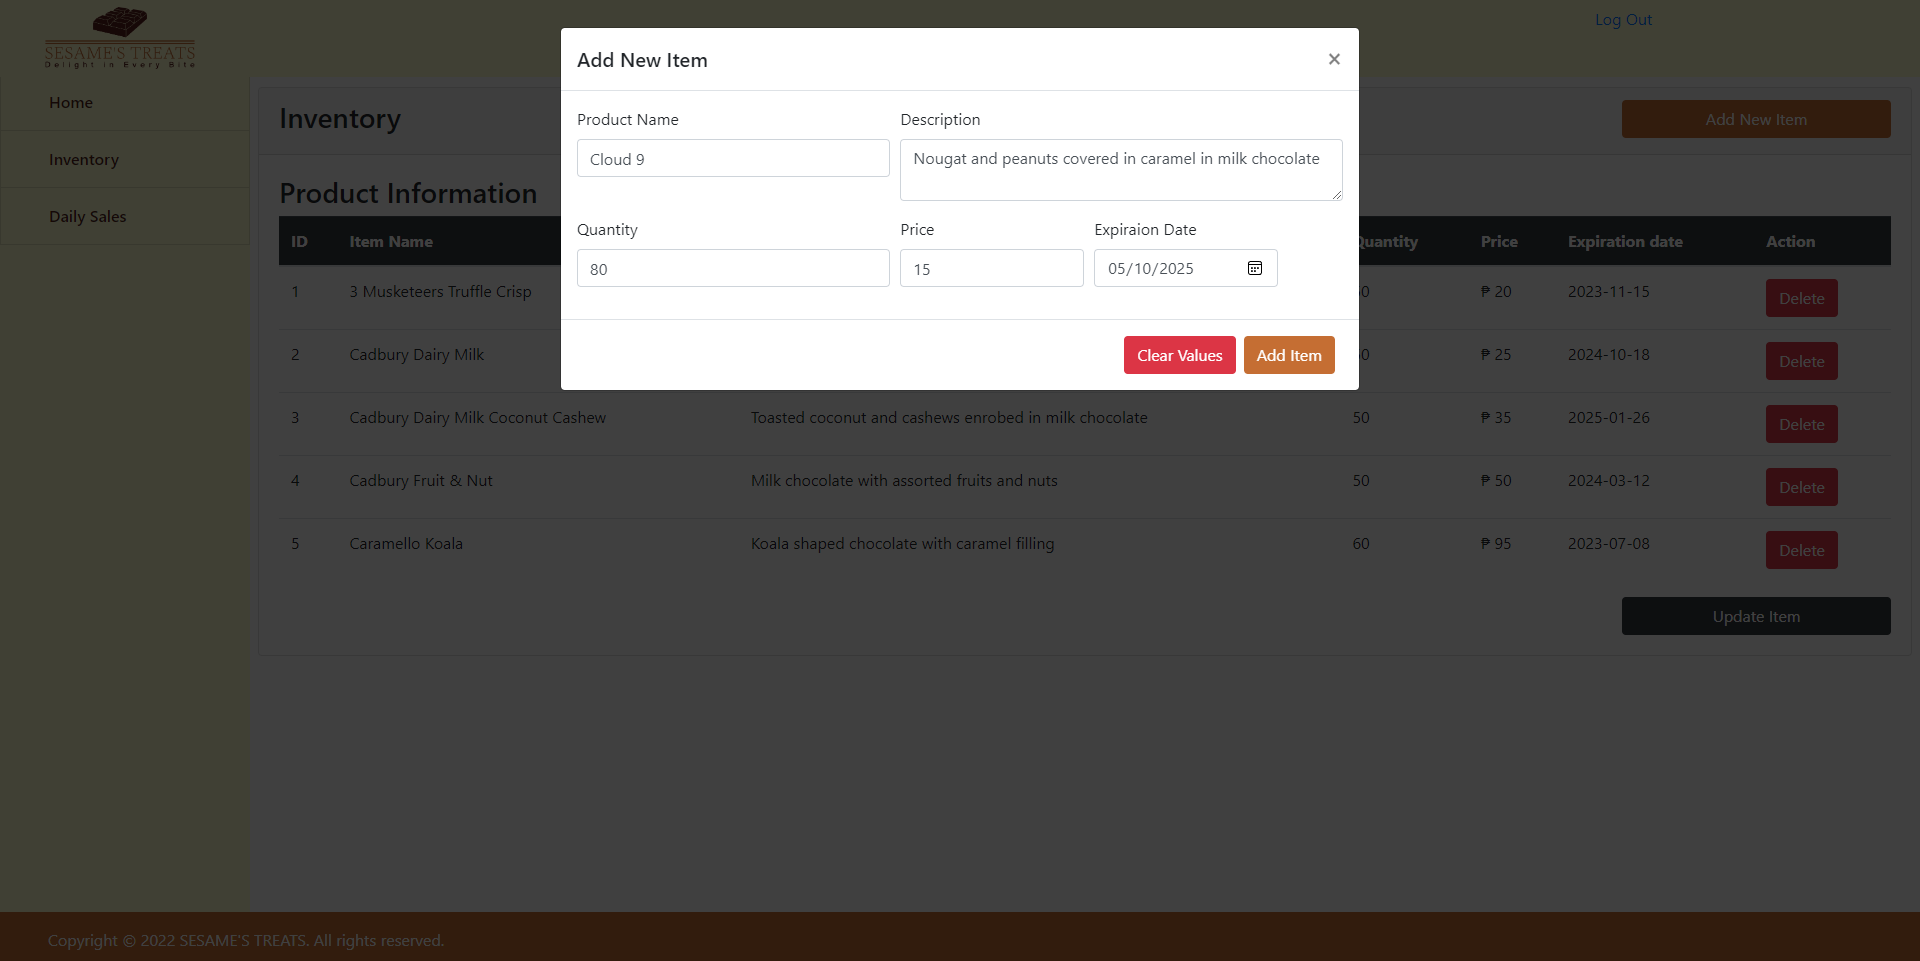 SESAME'S TREATS
Delight in Every Bite
Log Out
Home
Inventory
Daily Sales
Inventory
Add New Item
Product Information
Add New Item
×
Product Name
Description
Cloud 9
Nougat and peanuts covered in caramel in milk chocolate
Quantity
Price
Expiraion Date
80
15
05/10/2025
Clear Values
Add Item
ID Item Name Quantity Price Expiration date Action
1 3 Musketeers Truffle Crisp ₱ 20 2023-11-15 Delete
2 Cadbury Dairy Milk ₱ 25 2024-10-18 Delete
3 Cadbury Dairy Milk Coconut Cashew Toasted coconut and cashews enrobed in milk chocolate 50 ₱ 35 2025-01-26 Delete
4 Cadbury Fruit & Nut Milk chocolate with assorted fruits and nuts 50 ₱ 50 2024-03-12 Delete
5 Caramello Koala Koala shaped chocolate with caramel filling 60 ₱ 95 2023-07-08 Delete
Update Item
Copyright © 2022 SESAME'S TREATS. All rights reserved.